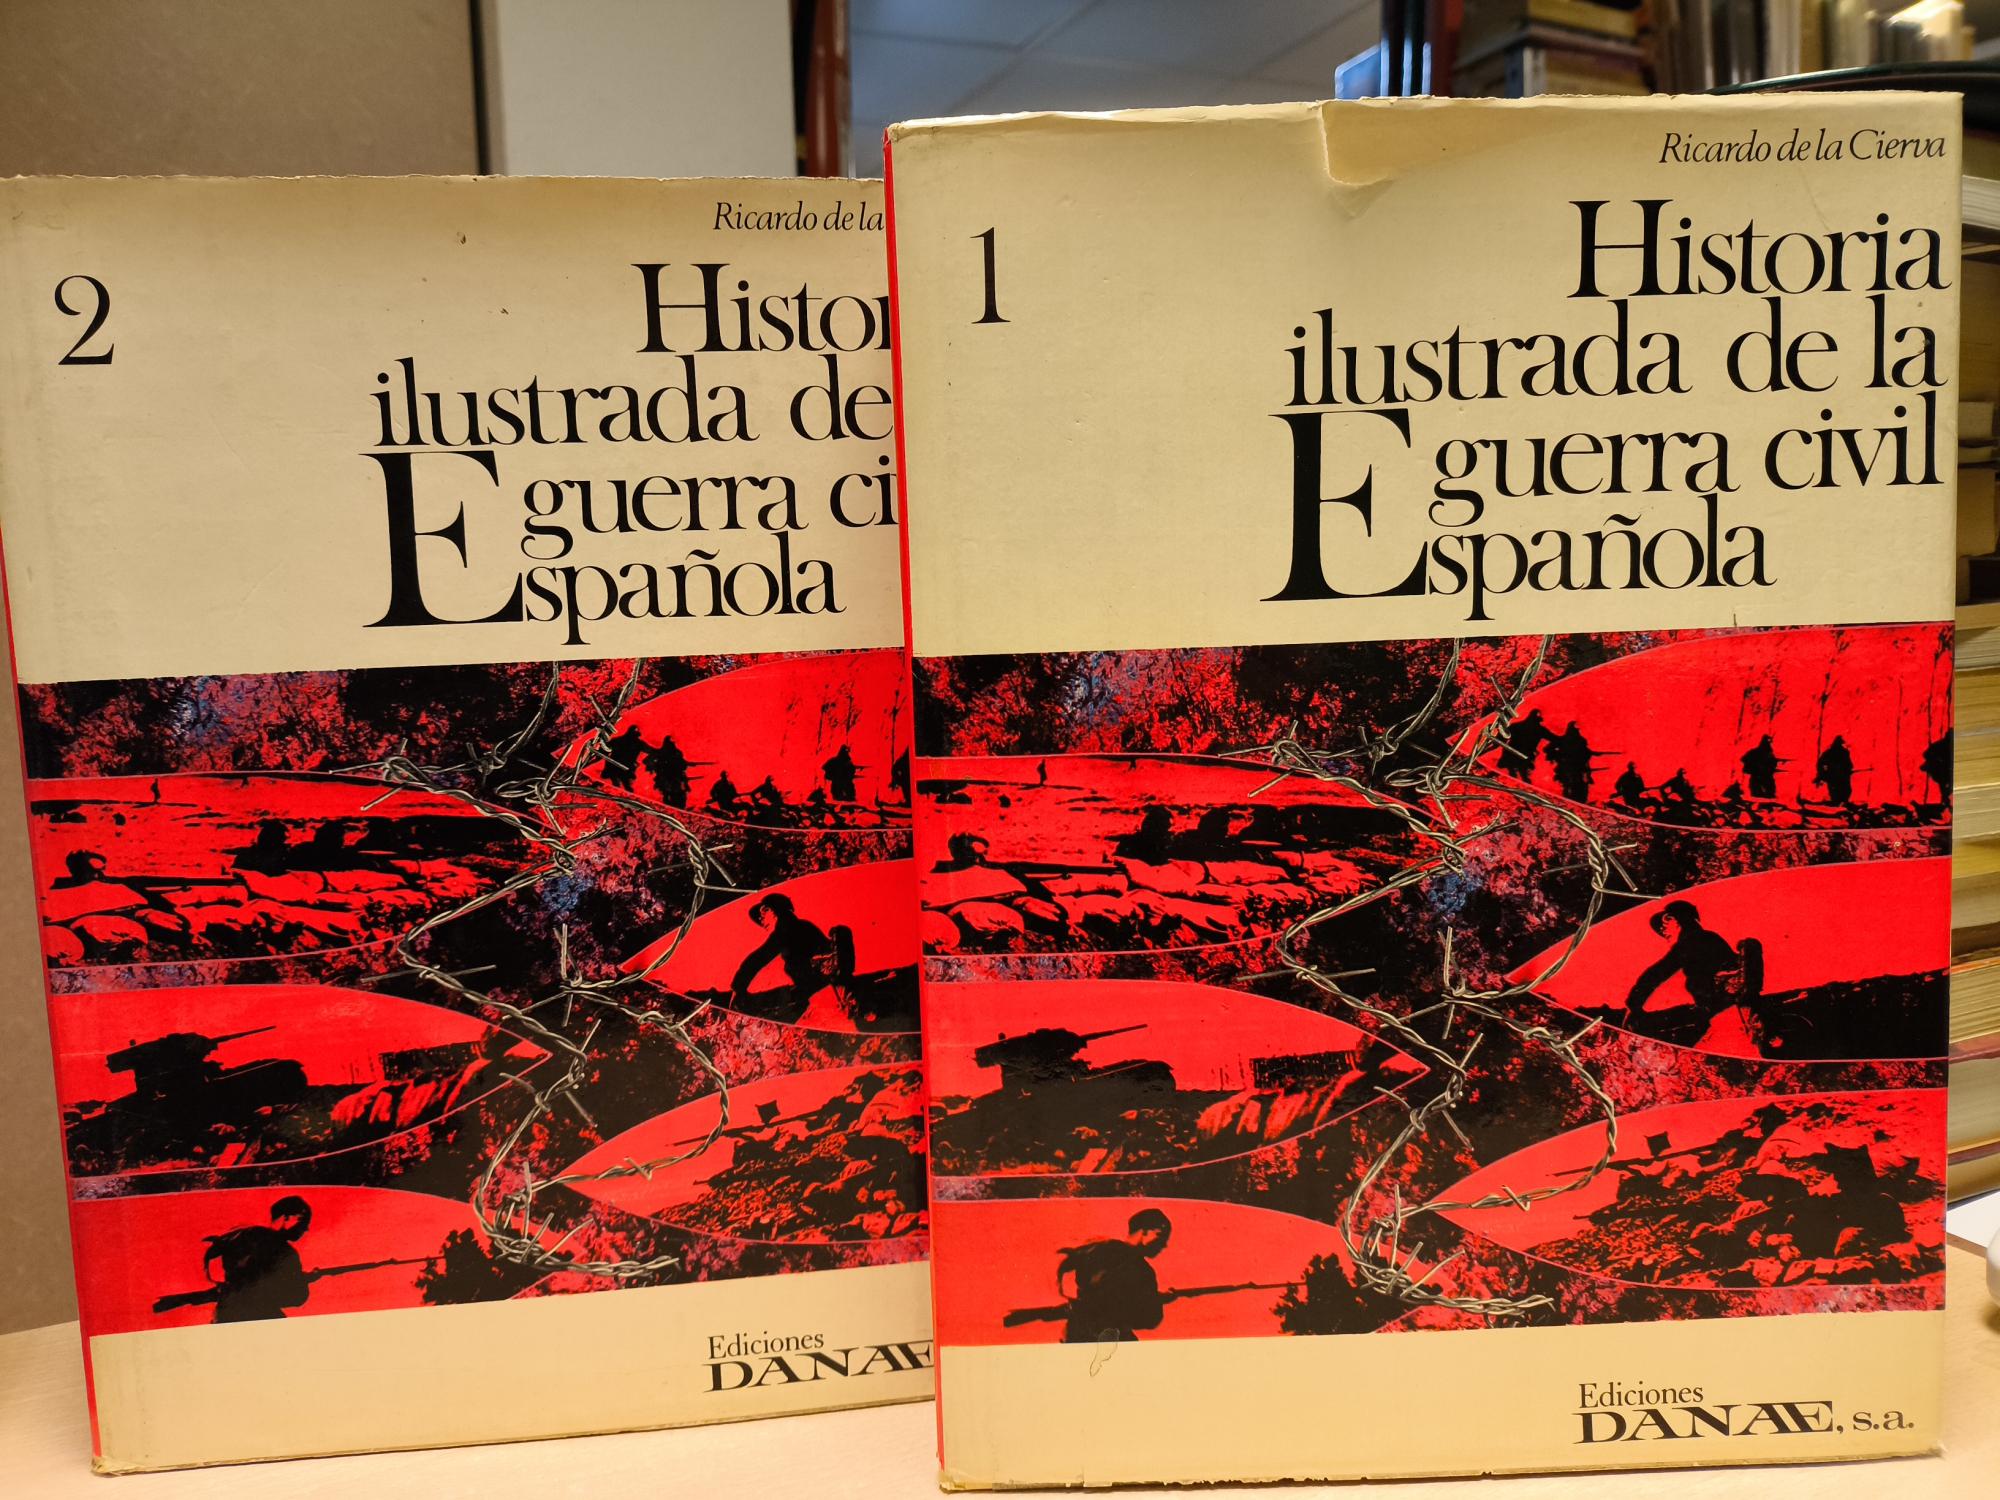 2
Ricardo de la
Histor
ilustrada de
guerra ci
Española
Ediciones
DANAE
1
Ricardo de la Cierva
Historia
ilustrada de la
guerra civil
Española
Ediciones
DANAE, s.a.